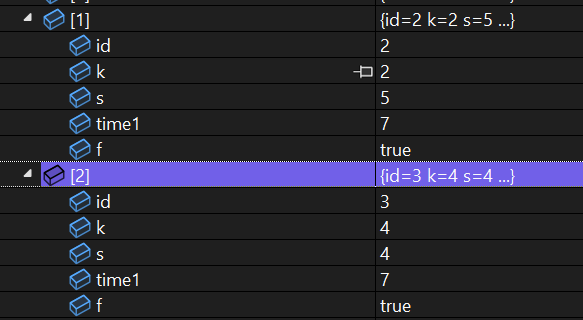 [1] {id=2 k=2 s=5 ...}
id 2
k 2
s 5
time1 7
f true
[2] {id=3 k=4 s=4 ...}
id 3
k 4
s 4
time1 7
f true